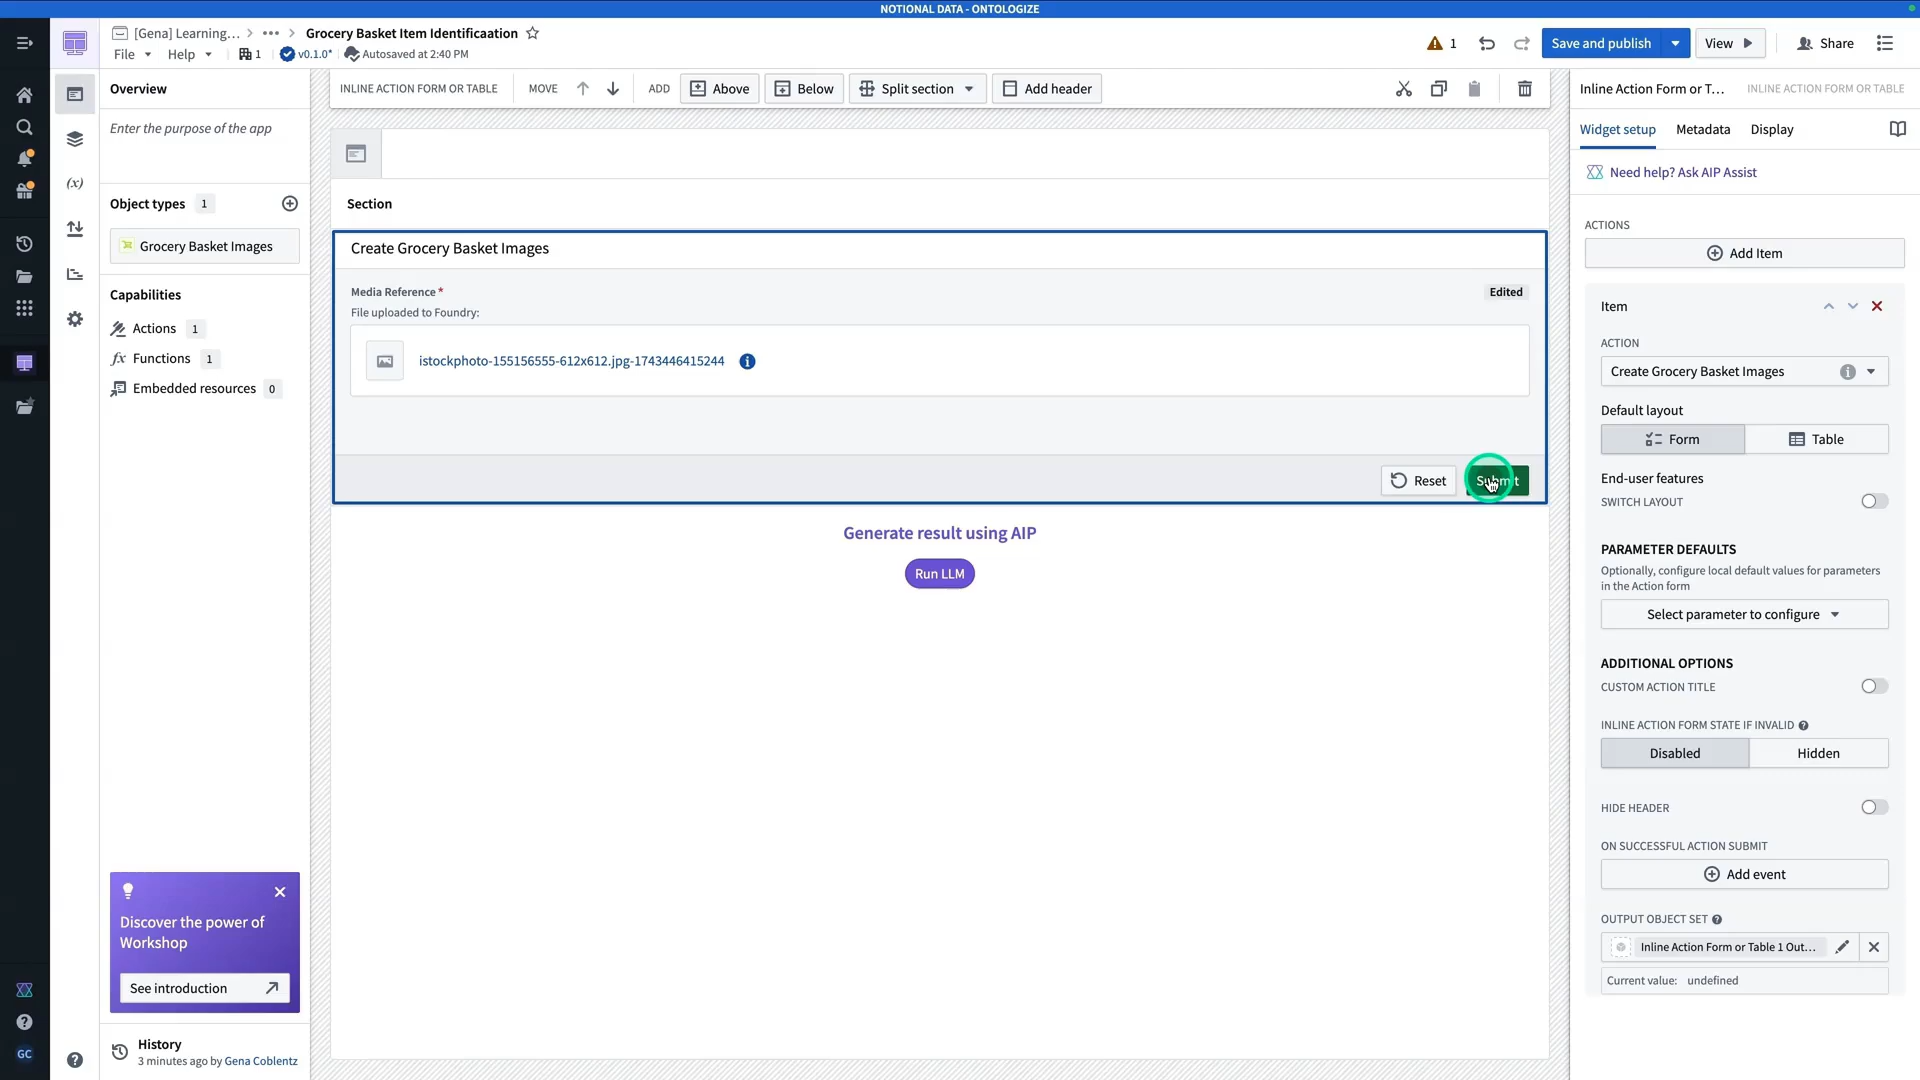 NOTIONAL DATA - ONTOLOGIZE
[Gena] Learning... > ••• > Grocery Basket Item Identificaation
File Help 1 v0.1.0* Autosaved at 2:40 PM
1 Save and publish View Share
Overview
Enter the purpose of the app
Object types 1
Grocery Basket Images
Capabilities
Actions 1
Functions 1
Embedded resources 0
Discover the power of
Workshop
See introduction
History
3 minutes ago by Gena Coblentz
GC
INLINE ACTION FORM OR TABLE MOVE ADD Above Below Split section Add header
Section
Create Grocery Basket Images
Media Reference * Edited
File uploaded to Foundry:
istockphoto-155156555-612x612.jpg-1743446415244
Reset Submit
Generate result using AIP
Run LLM
Inline Action Form or T... INLINE ACTION FORM OR TABLE
Widget setup Metadata Display
Need help? Ask AIP Assist
ACTIONS
Add Item
Item
ACTION
Create Grocery Basket Images
Default layout
Form Table
End-user features
SWITCH LAYOUT
PARAMETER DEFAULTS
Optionally, configure local default values for parameters
in the Action form
Select parameter to configure
ADDITIONAL OPTIONS
CUSTOM ACTION TITLE
INLINE ACTION FORM STATE IF INVALID
Disabled Hidden
HIDE HEADER
ON SUCCESSFUL ACTION SUBMIT
Add event
OUTPUT OBJECT SET
Inline Action Form or Table 1 Out...
Current value: undefined